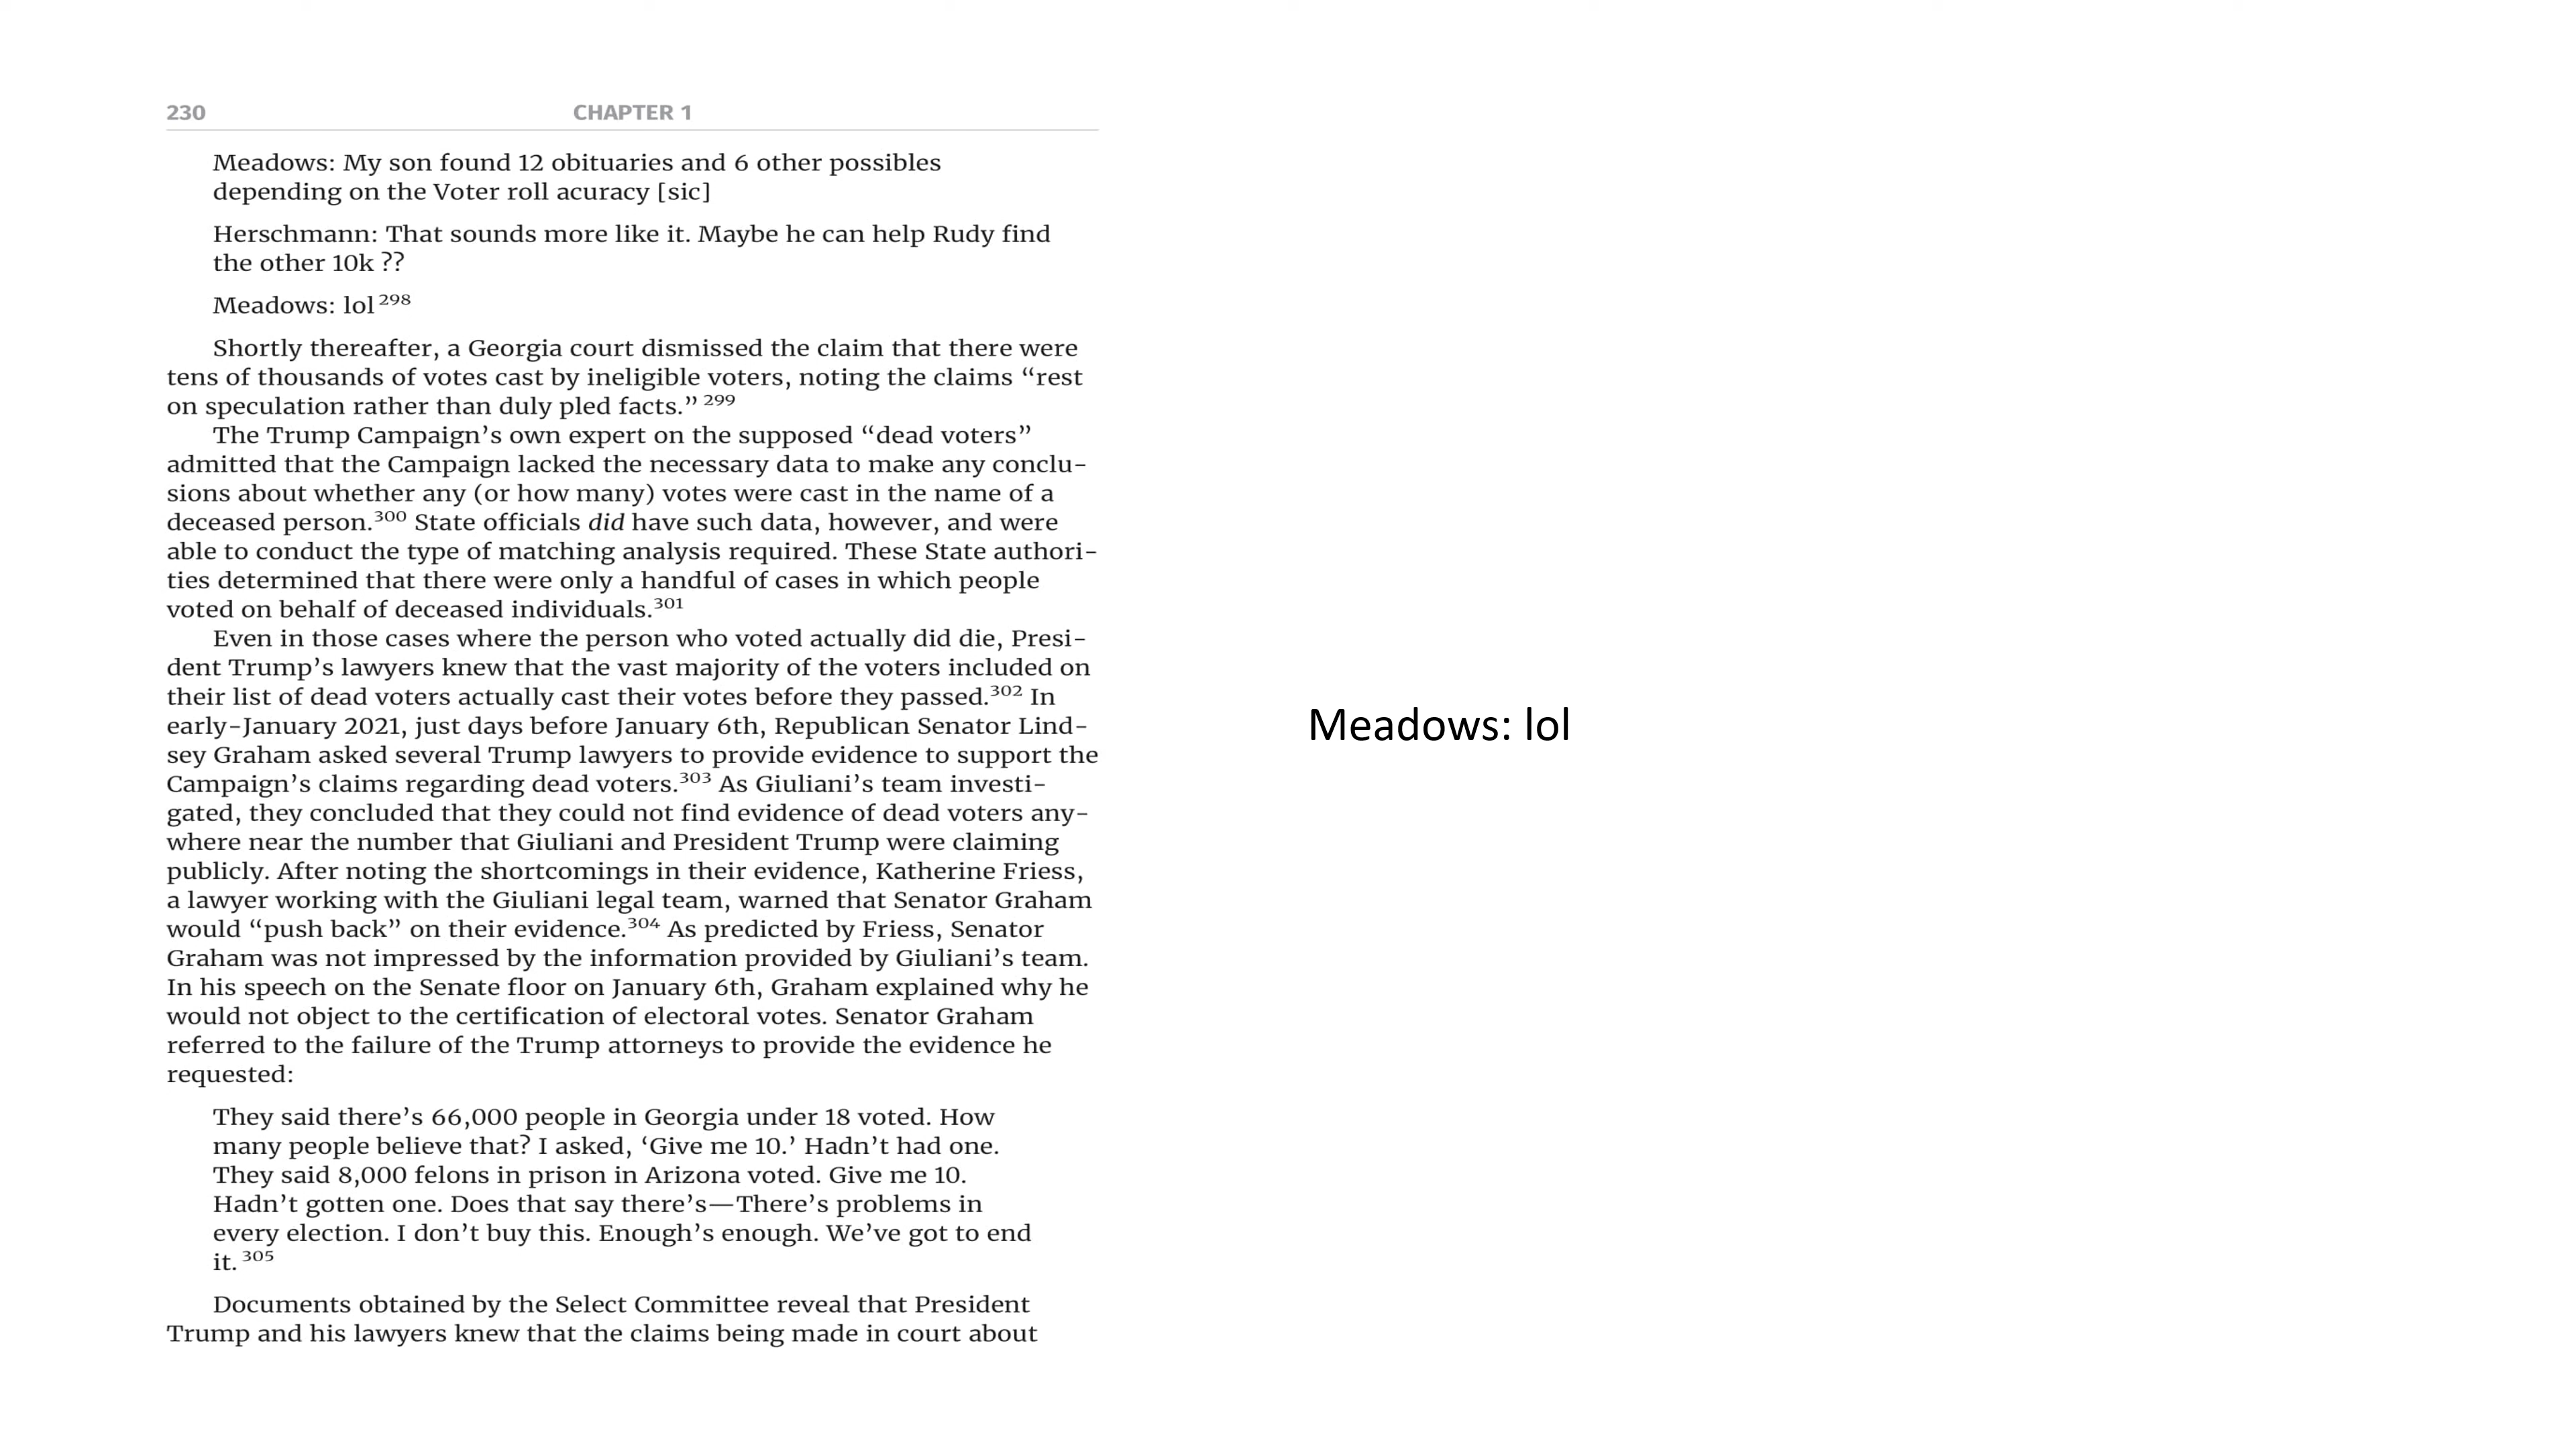 230 CHAPTER 1
Meadows: My son found 12 obituaries and 6 other possibles
depending on the Voter roll acuracy [sic]
Herschmann: That sounds more like it. Maybe he can help Rudy find
the other 10k ??
Meadows: lol 298
Shortly thereafter, a Georgia court dismissed the claim that there were
tens of thousands of votes cast by ineligible voters, noting the claims “rest
on speculation rather than duly pled facts.” 299
The Trump Campaign’s own expert on the supposed “dead voters”
admitted that the Campaign lacked the necessary data to make any conclu-
sions about whether any (or how many) votes were cast in the name of a
deceased person.300 State officials did have such data, however, and were
able to conduct the type of matching analysis required. These State authori-
ties determined that there were only a handful of cases in which people
voted on behalf of deceased individuals.301
Even in those cases where the person who voted actually did die, Presi-
dent Trump’s lawyers knew that the vast majority of the voters included on
their list of dead voters actually cast their votes before they passed.302 In
early-January 2021, just days before January 6th, Republican Senator Lind-
sey Graham asked several Trump lawyers to provide evidence to support the
Campaign’s claims regarding dead voters.303 As Giuliani’s team investi-
gated, they concluded that they could not find evidence of dead voters any-
where near the number that Giuliani and President Trump were claiming
publicly. After noting the shortcomings in their evidence, Katherine Friess,
a lawyer working with the Giuliani legal team, warned that Senator Graham
would “push back” on their evidence.304 As predicted by Friess, Senator
Graham was not impressed by the information provided by Giuliani’s team.
In his speech on the Senate floor on January 6th, Graham explained why he
would not object to the certification of electoral votes. Senator Graham
referred to the failure of the Trump attorneys to provide the evidence he
requested:
They said there’s 66,000 people in Georgia under 18 voted. How
many people believe that? I asked, ‘Give me 10.’ Hadn’t had one.
They said 8,000 felons in prison in Arizona voted. Give me 10.
Hadn’t gotten one. Does that say there’s—There’s problems in
every election. I don’t buy this. Enough’s enough. We’ve got to end
it. 305
Documents obtained by the Select Committee reveal that President
Trump and his lawyers knew that the claims being made in court about
Meadows: lol